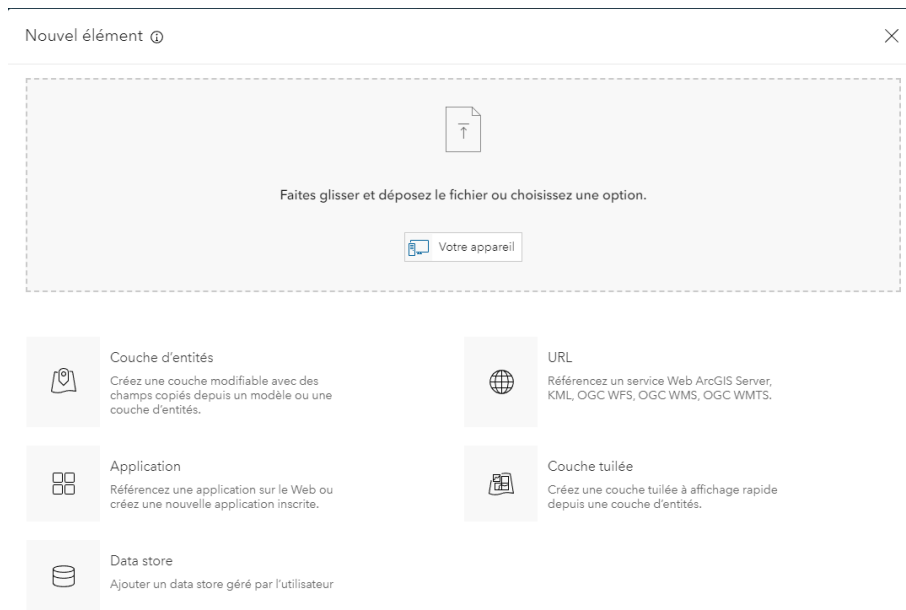 Nouvel élément
Faites glisser et déposez le fichier ou choisissez une option.
Votre appareil
Couche d'entités
Créez une couche modifiable avec des
champs copiés depuis un modèle ou une
couche d'entités.
URL
Référencez un service Web ArcGIS Server,
KML, OGC WFS, OGC WMS, OGC WMTS.
Application
Référencez une application sur le Web ou
créez une nouvelle application inscrite.
Couche tuilée
Créez une couche tuilée à affichage rapide
depuis une couche d'entités.
Data store
Ajouter un data store géré par l'utilisateur